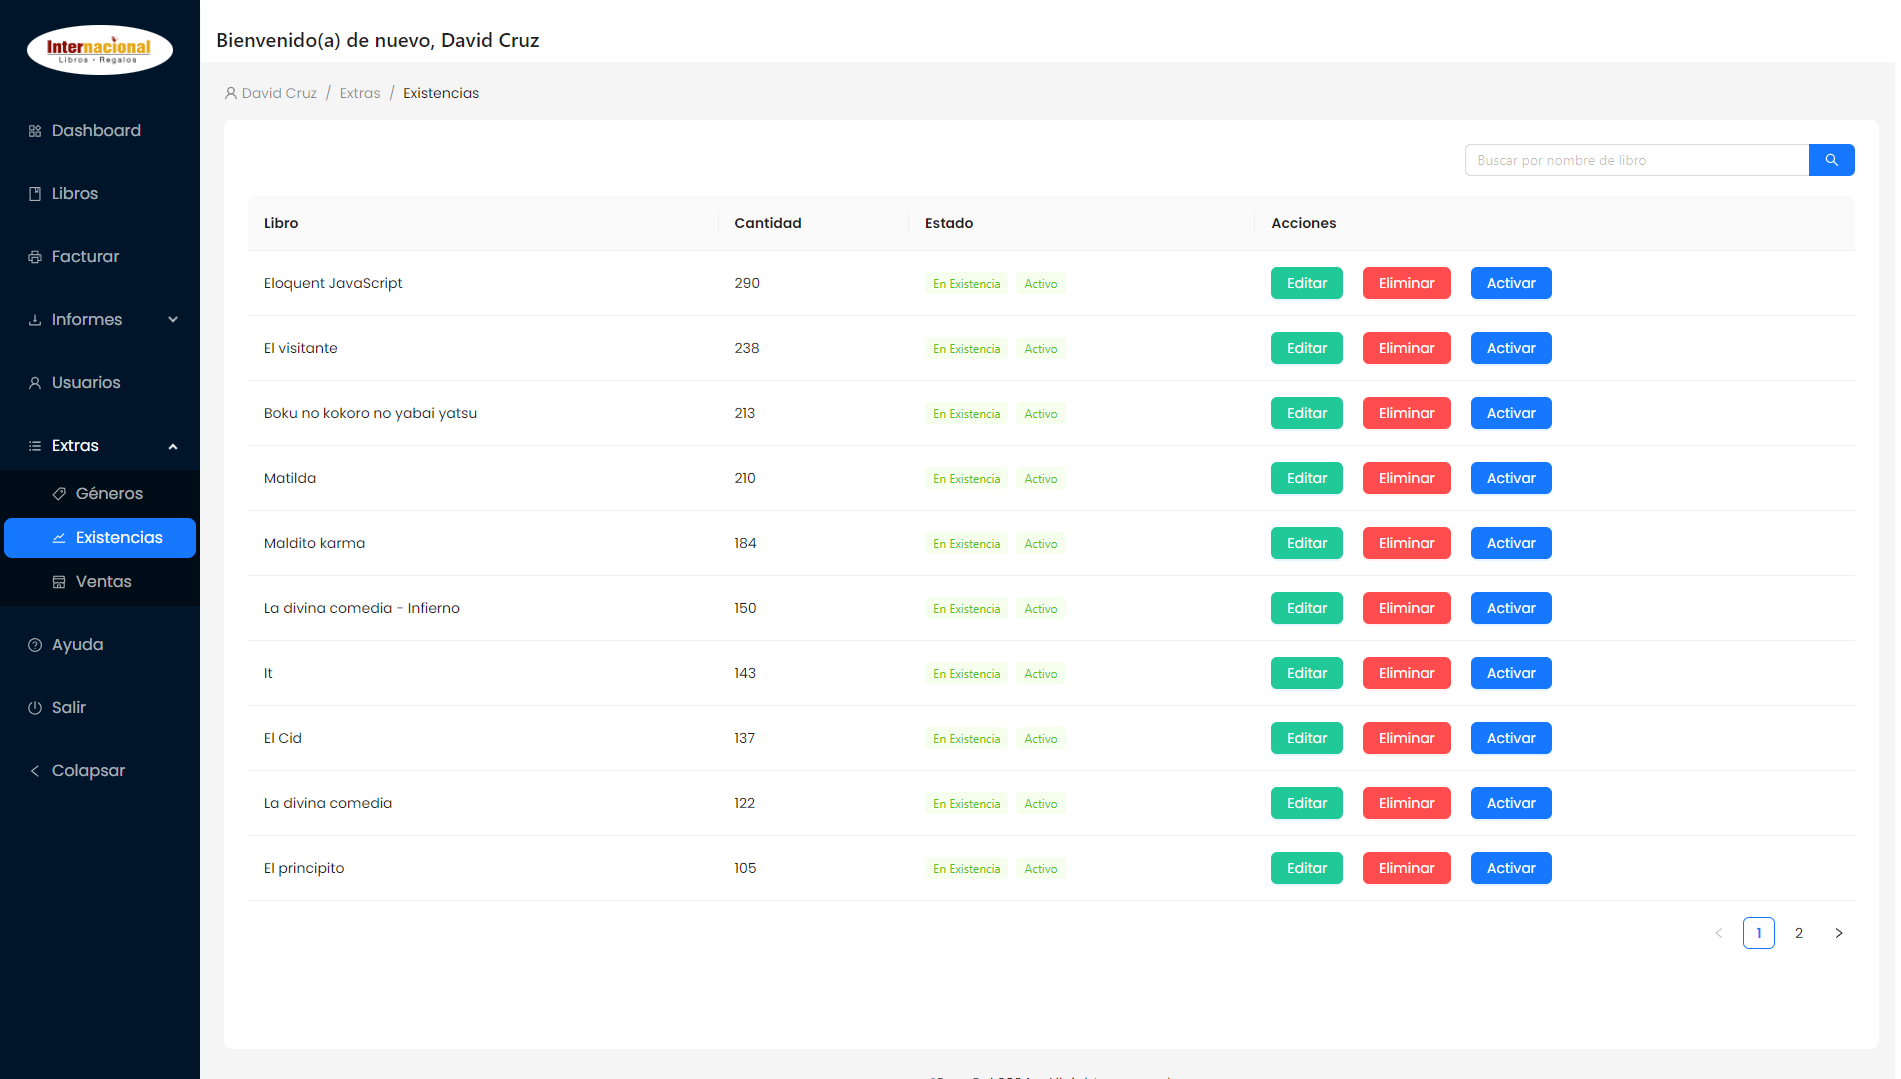 Internacional
Libros • Regalos
Bienvenido(a) de nuevo, David Cruz
David Cruz / Extras / Existencias
Dashboard
Libros
Facturar
Informes
Usuarios
Extras
Géneros
Existencias
Ventas
Ayuda
Salir
Colapsar
Buscar por nombre de libro
Libro Cantidad Estado Acciones
Eloquent JavaScript 290 En Existencia Activo Editar Eliminar Activar
El visitante 238 En Existencia Activo Editar Eliminar Activar
Boku no kokoro no yabai yatsu 213 En Existencia Activo Editar Eliminar Activar
Matilda 210 En Existencia Activo Editar Eliminar Activar
Maldito karma 184 En Existencia Activo Editar Eliminar Activar
La divina comedia - Infierno 150 En Existencia Activo Editar Eliminar Activar
It 143 En Existencia Activo Editar Eliminar Activar
El Cid 137 En Existencia Activo Editar Eliminar Activar
La divina comedia 122 En Existencia Activo Editar Eliminar Activar
El principito 105 En Existencia Activo Editar Eliminar Activar
< 1 2 >